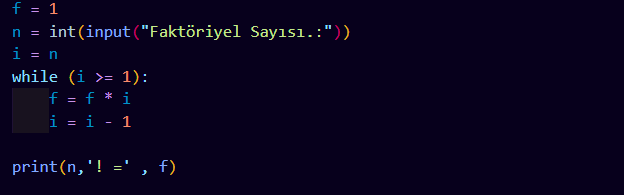 f = 1
n = int(input("Faktöriyel Sayısı.:"))
i = n
while (i >= 1):
    f = f * i
    i = i - 1

print(n,'! =' , f)